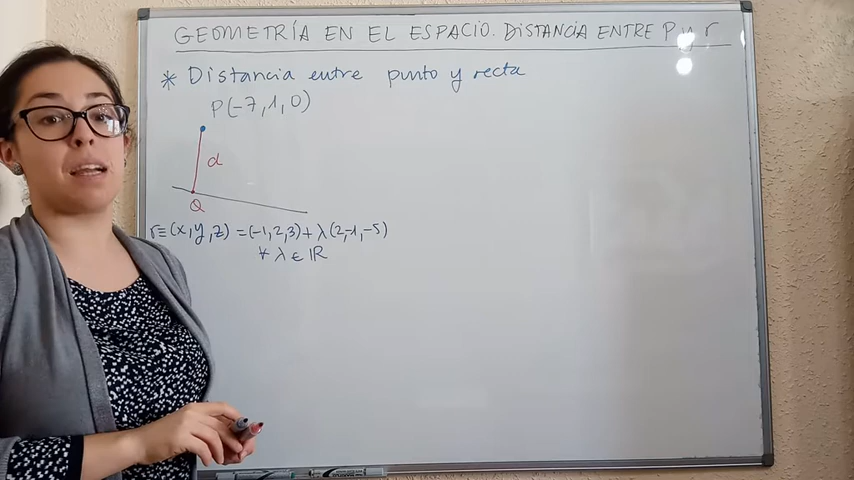 GEOMETRÍA EN EL ESPACIO. DISTANCIA ENTRE P y r
* Distancia entre punto y recta
P(-7,1,0)
d
Q
r≡(x,y,z) =(-1,2,3)+λ(2,-1,-5)
* λ ∈ ℝ